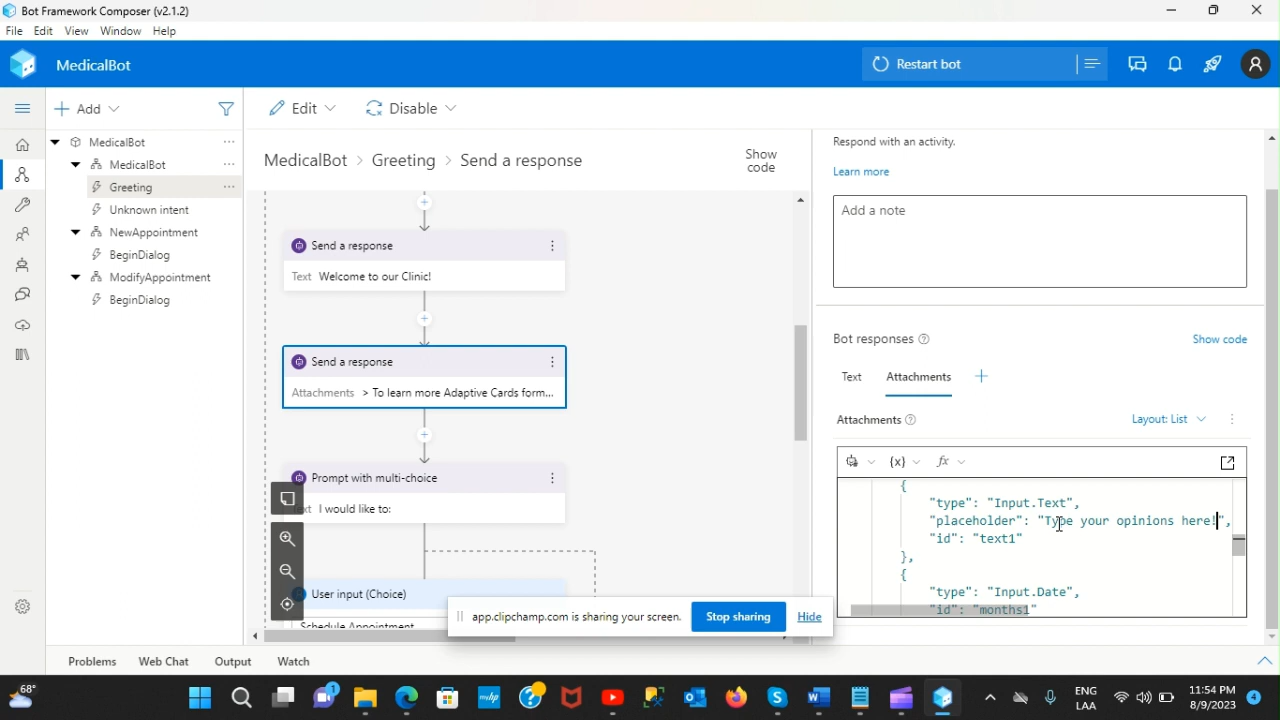 Bot Framework Composer (v2.1.2)
File Edit View Window Help
MedicalBot
Restart bot
Add
Edit
Disable
MedicalBot
MedicalBot
Greeting
Unknown intent
NewAppointment
BeginDialog
ModifyAppointment
BeginDialog
MedicalBot > Greeting > Send a response
Show code
Send a response
Text Welcome to our Clinic!
Send a response
Attachments > To learn more Adaptive Cards form...
Prompt with multi-choice
I would like to:
User input (Choice)
Schedule Appointment
Respond with an activity.
Learn more
Add a note
Bot responses
Show code
Text Attachments
Attachments
Layout: List
{x}
fx
{
"type": "Input.Text",
"placeholder": "Type your opinions here!",
"id": "text1"
},
{
"type": "Input.Date",
"id": "months1"
app.clipchamp.com is sharing your screen. Stop sharing Hide
Problems Web Chat Output Watch
68°
1
ENG
LAA
11:54 PM
8/9/2023
4